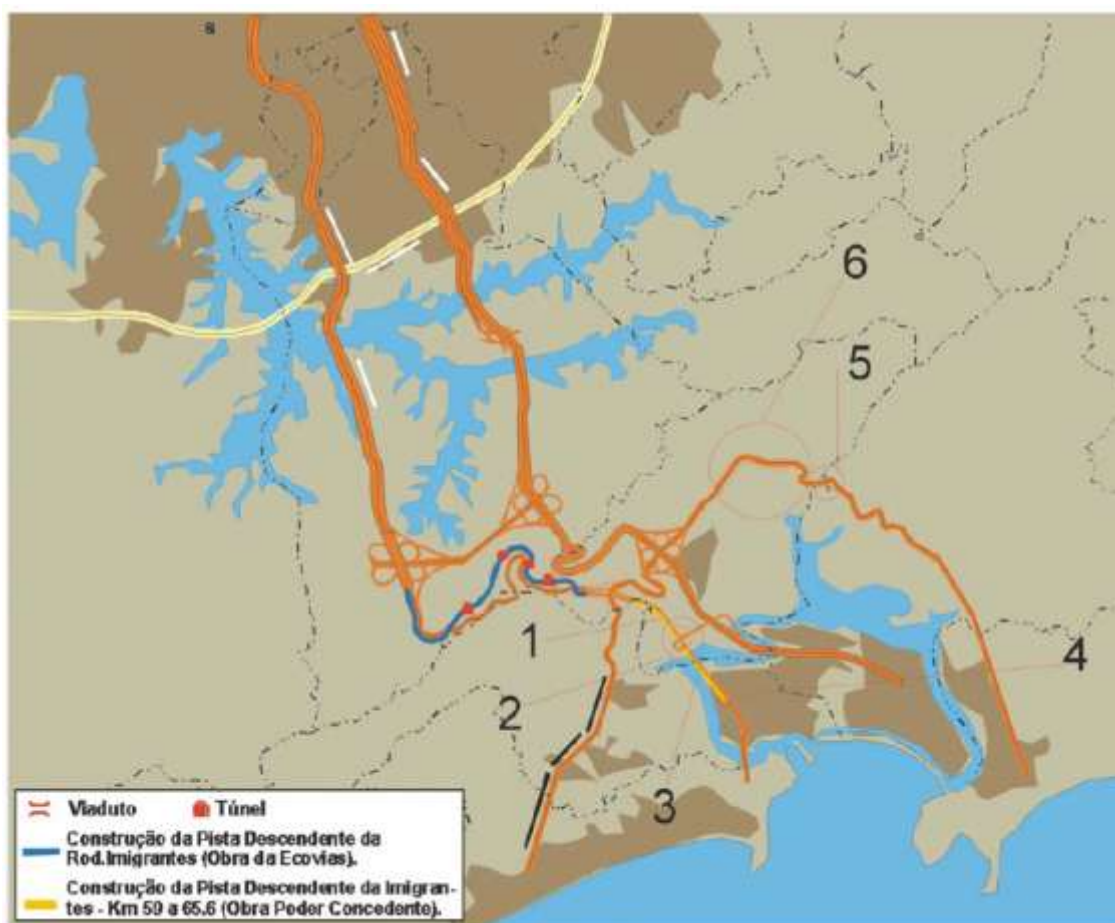 6
5
1
4
2
3
Viaduto
Túnel
Construção da Pista Descendente da
Rod.Imigrantes (Obra da Ecovias).
Construção da Pista Descendente da Imigran-
tes - Km 59 a 65.6 (Obra Poder Concedente).